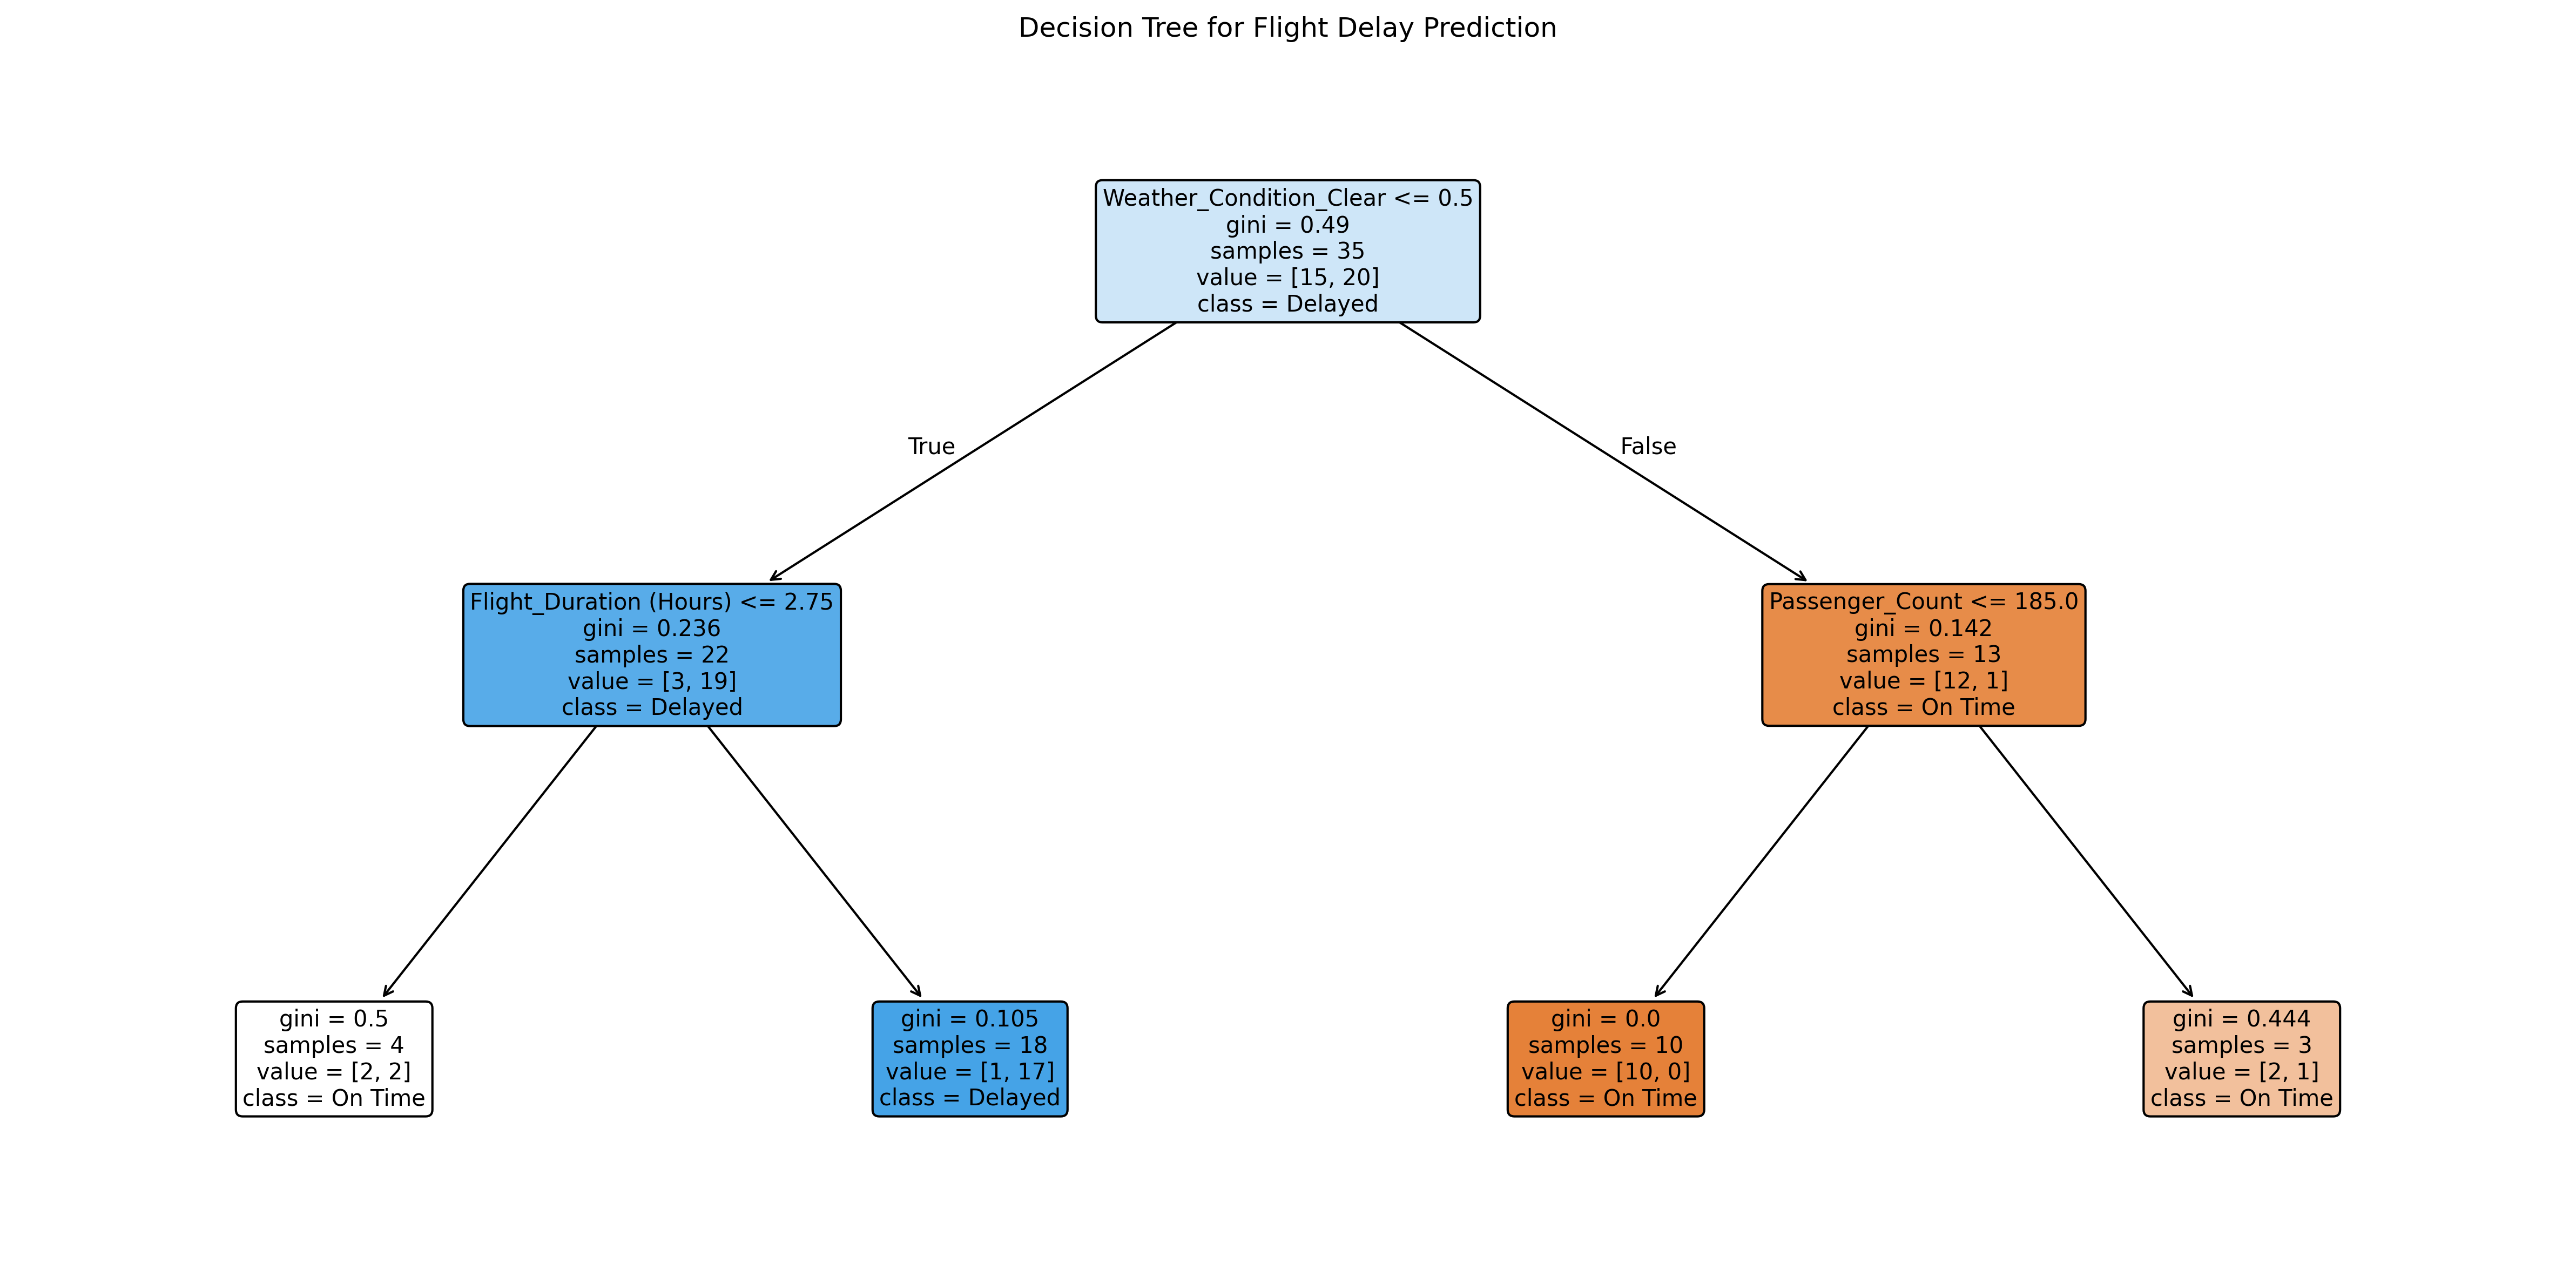 Decision Tree for Flight Delay Prediction
Weather_Condition_Clear <= 0.5
gini = 0.49
samples = 35
value = [15, 20]
class = Delayed
True
False
Flight_Duration (Hours) <= 2.75
gini = 0.236
samples = 22
value = [3, 19]
class = Delayed
Passenger_Count <= 185.0
gini = 0.142
samples = 13
value = [12, 1]
class = On Time
gini = 0.5
samples = 4
value = [2, 2]
class = On Time
gini = 0.105
samples = 18
value = [1, 17]
class = Delayed
gini = 0.0
samples = 10
value = [10, 0]
class = On Time
gini = 0.444
samples = 3
value = [2, 1]
class = On Time